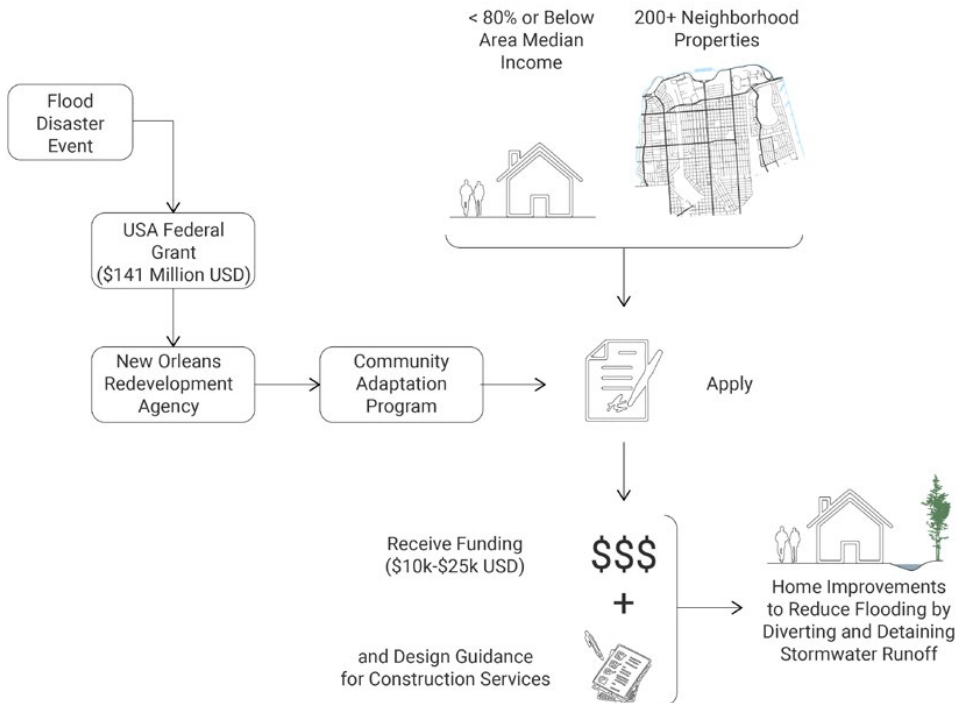 < 80% or Below
Area Median
Income
200+ Neighborhood
Properties
Flood
Disaster
Event
USA Federal
Grant
($141 Million USD)
New Orleans
Redevelopment
Agency
Community
Adaptation
Program
Apply
Receive Funding
($10k-$25k USD)
$$$
+
and Design Guidance
for Construction Services
Home Improvements
to Reduce Flooding by
Diverting and Detaining
Stormwater Runoff